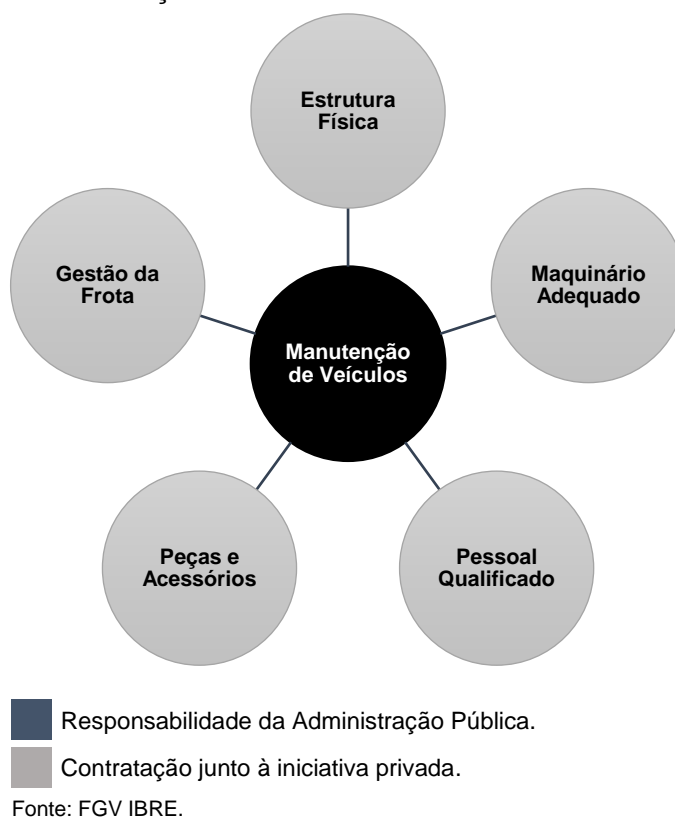 Estrutura
Física
Gestão da
Frota
Maquinário
Adequado
Manutenção
de Veículos
Peças e
Acessórios
Pessoal
Qualificado
Responsabilidade da Administração Pública.
Contratação junto à iniciativa privada.
Fonte: FGV IBRE.